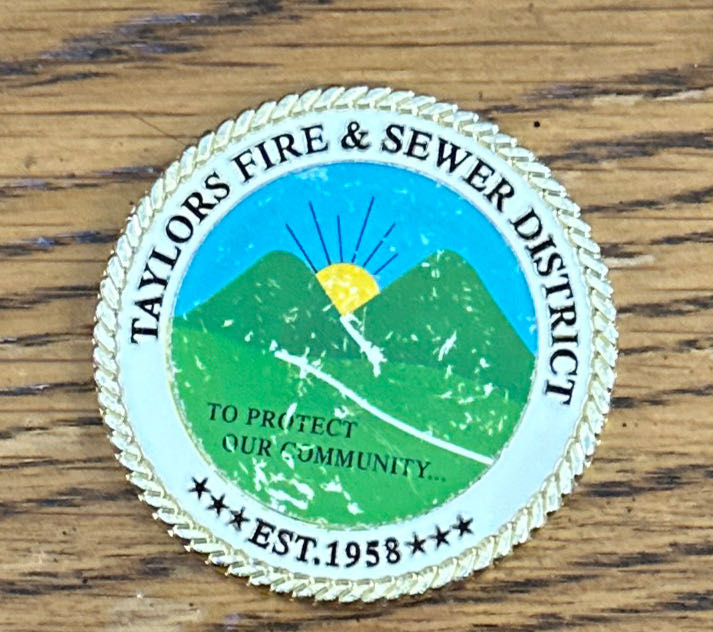 TAYLORS FIRE & SEWER DISTRICT
TO PROTECT
OUR COMMUNITY...
★★★EST.1958★★★